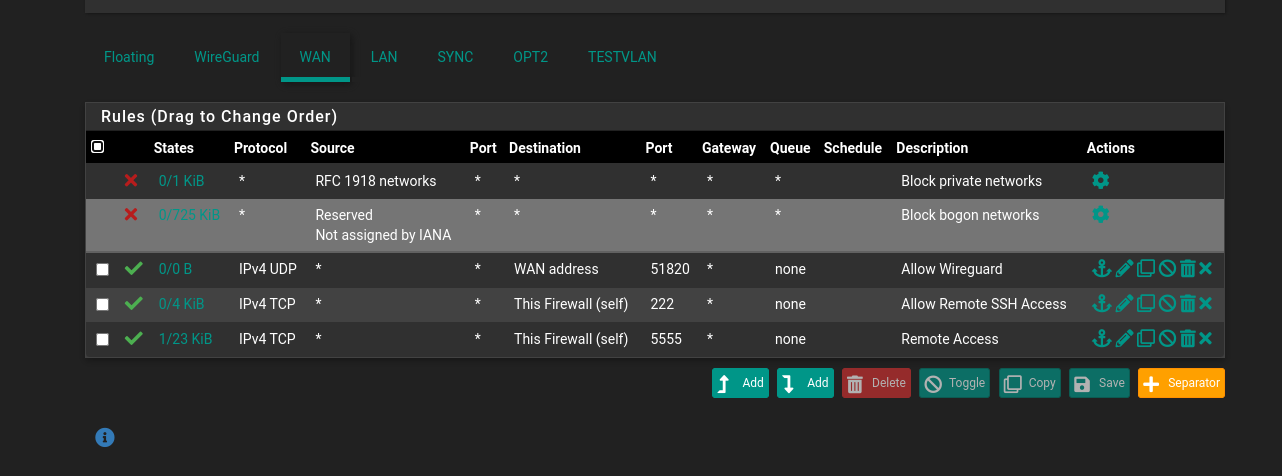 Floating WireGuard WAN LAN SYNC OPT2 TESTVLAN
Rules (Drag to Change Order)
States Protocol Source Port Destination Port Gateway Queue Schedule Description Actions
0/1 KiB * RFC 1918 networks * * * * * Block private networks
0/725 KiB * Reserved * * * * * Block bogon networks
Not assigned by IANA
0/0 B IPv4 UDP * * WAN address 51820 * none Allow Wireguard
0/4 KiB IPv4 TCP * * This Firewall (self) 222 * none Allow Remote SSH Access
1/23 KiB IPv4 TCP * * This Firewall (self) 5555 * none Remote Access
Add Add Delete Toggle Copy Save Separator